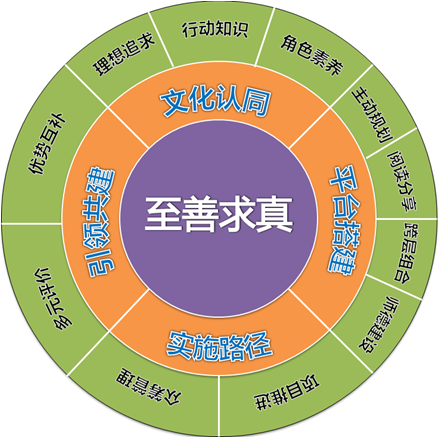 至善求真
文化认同
平台搭建
实施路径
引领共建
理想追求
行动知识
角色素养
主动规划
阅读分享
跨层组合
师德建设
项目推进
众筹管理
多元评价
优势互补